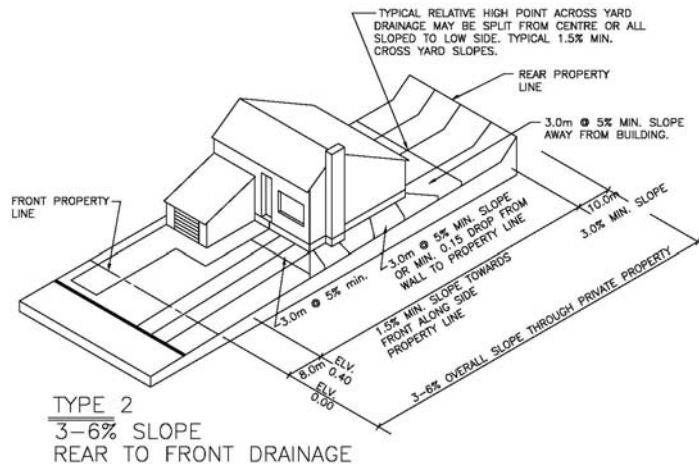 TYPICAL RELATIVE HIGH POINT ACROSS YARD
DRAINAGE MAY BE SPLIT FROM CENTRE OR ALL
SLOPED TO LOW SIDE. TYPICAL 1.5% MIN.
CROSS YARD SLOPES.
REAR PROPERTY
LINE
3.0m @ 5% MIN. SLOPE
AWAY FROM BUILDING.
FRONT PROPERTY
LINE
10.0m
3.0% MIN. SLOPE
3.0m @ 5% MIN. SLOPE
OR MIN. 0.15 DROP FROM
WALL TO PROPERTY LINE
3.0m @ 5% min.
1.5% MIN. SLOPE TOWARDS
FRONT ALONG SIDE
PROPERTY LINE
3-6% OVERALL SLOPE THROUGH PRIVATE PROPERTY
ELV.
0.40
8.0m
ELV.
0.00
TYPE 2
3-6% SLOPE
REAR TO FRONT DRAINAGE